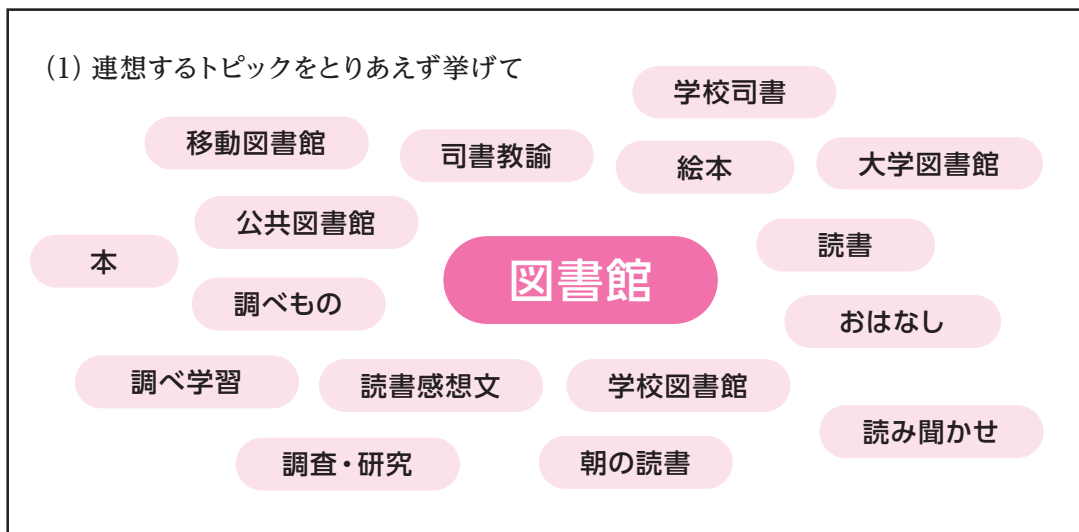 (1) 連想するトピックをとりあえず挙げて
学校司書
移動図書館
司書教諭
絵本
大学図書館
公共図書館
本
図書館
読書
調べもの
おはなし
調べ学習
読書感想文
学校図書館
読み聞かせ
調査・研究
朝の読書